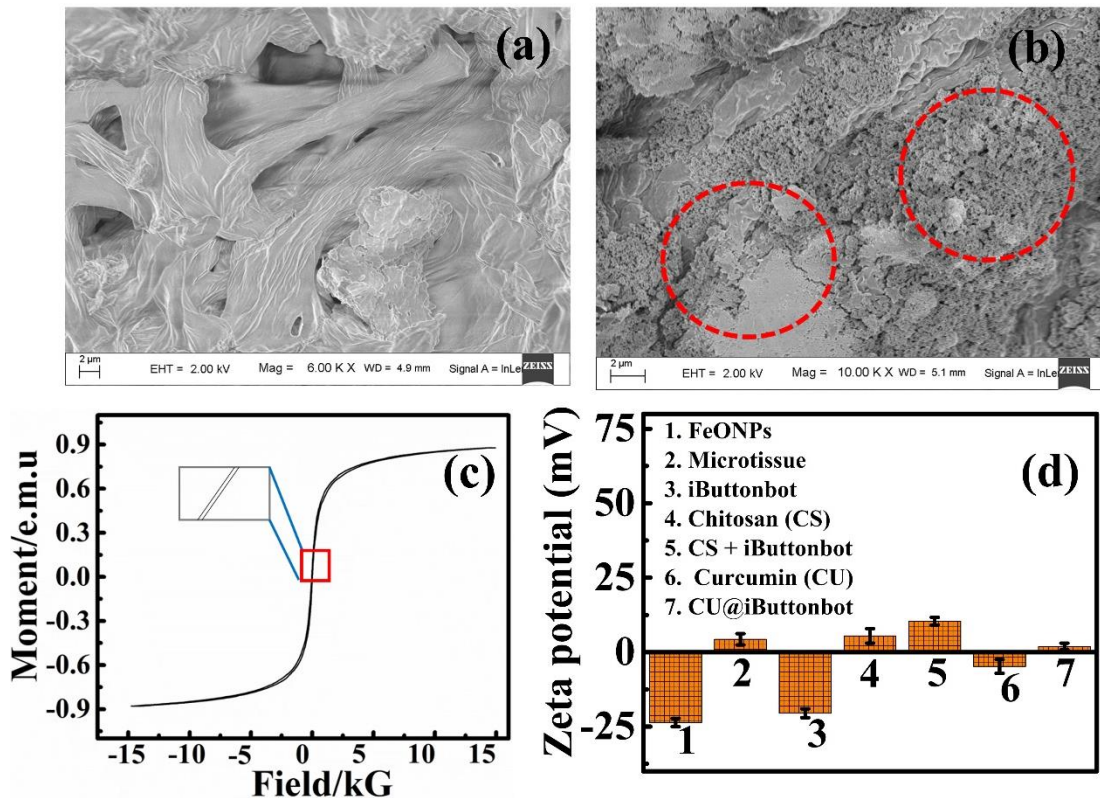 (a)
2 µm
EHT = 2.00 kV Mag = 6.00 K X WD = 4.9 mm Signal A = InLe
ZEISS
(b)
2 µm
EHT = 2.00 kV Mag = 10.00 K X WD = 5.1 mm Signal A = InLe
ZEISS
(c)
Moment/e.m.u
0.9
0.6
0.3
0.0
-0.3
-0.6
-0.9
-15 -10 -5 0 5 10 15
Field/kG
(d)
Zeta potential (mV)
75
50
25
0
-25
1. FeONPs
2. Microtissue
3. iButtonbot
4. Chitosan (CS)
5. CS + iButtonbot
6. Curcumin (CU)
7. CU@iButtonbot
1 2 3 4 5 6 7